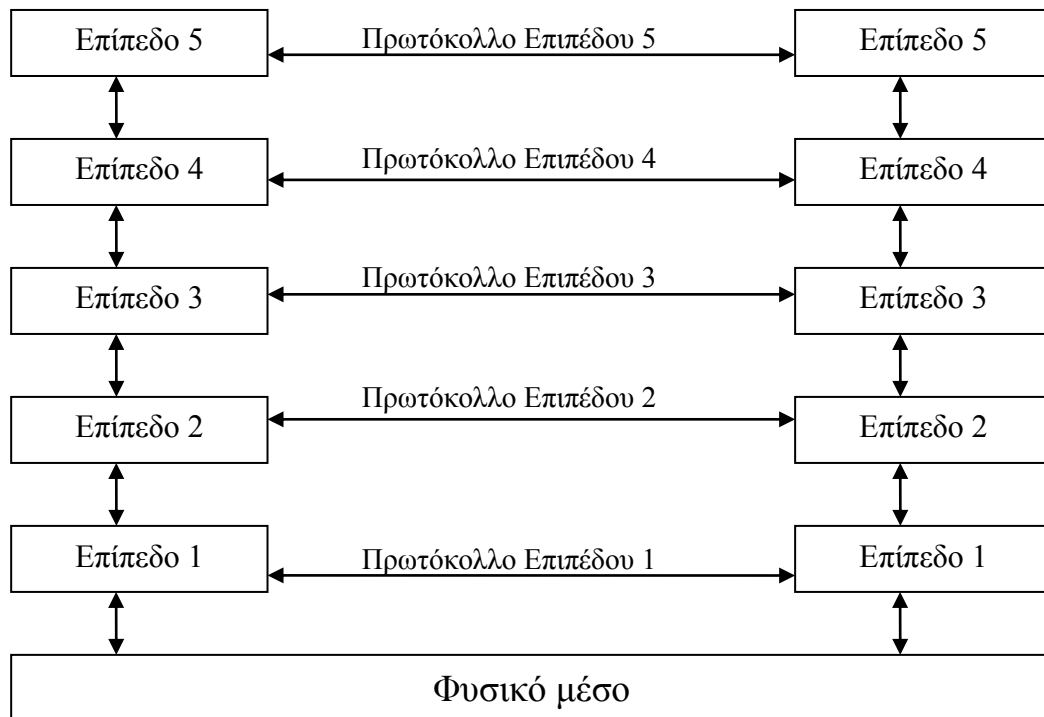 Επίπεδο 5 Πρωτόκολλο Επιπέδου 5 Επίπεδο 5
Επίπεδο 4 Πρωτόκολλο Επιπέδου 4 Επίπεδο 4
Επίπεδο 3 Πρωτόκολλο Επιπέδου 3 Επίπεδο 3
Επίπεδο 2 Πρωτόκολλο Επιπέδου 2 Επίπεδο 2
Επίπεδο 1 Πρωτόκολλο Επιπέδου 1 Επίπεδο 1
Φυσικό μέσο